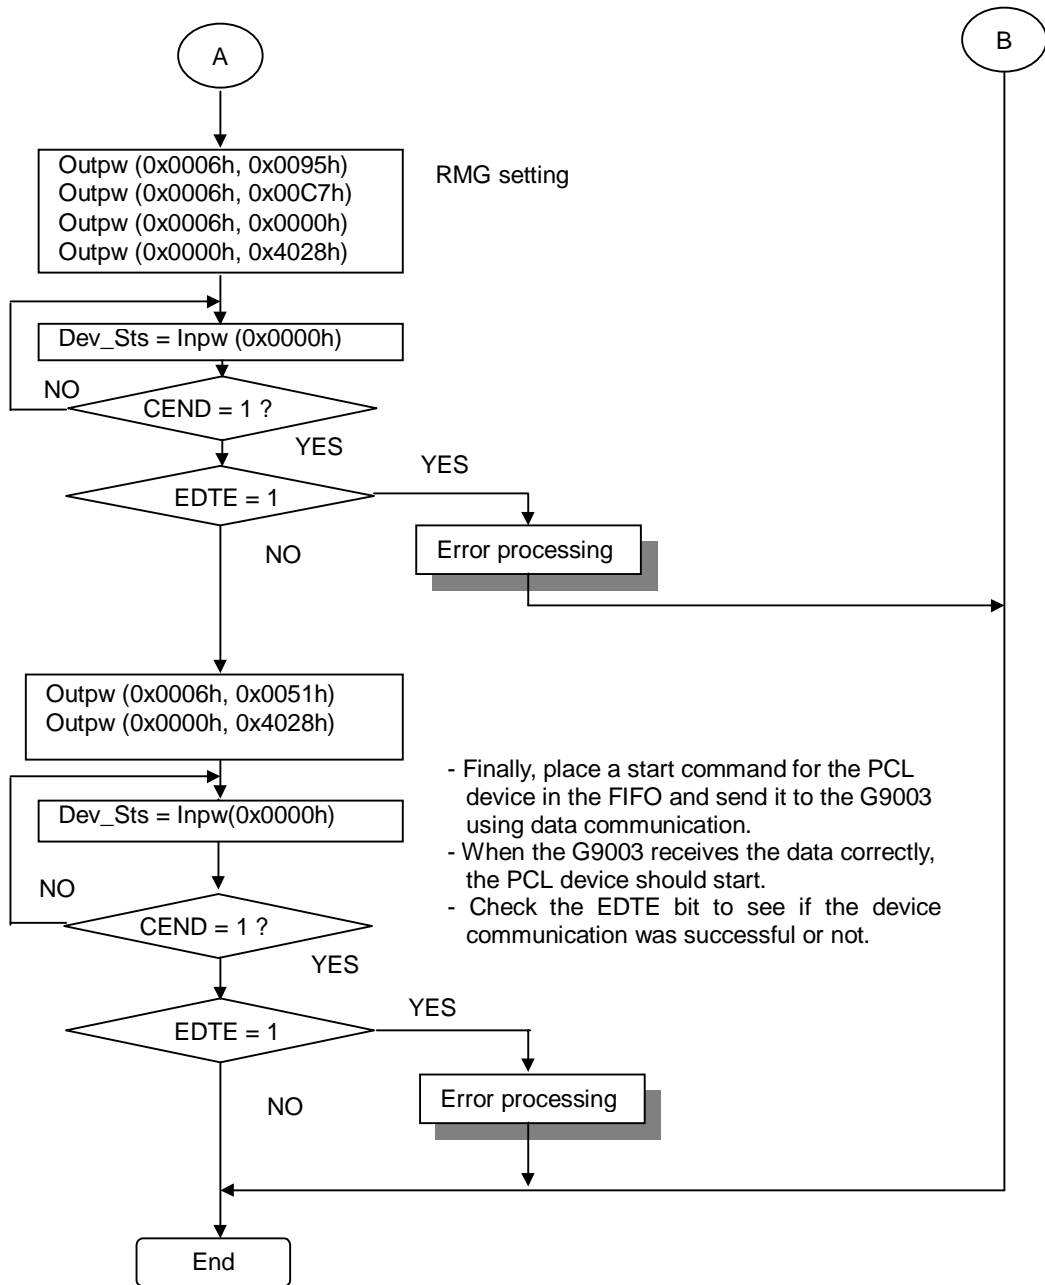 A
B
Outpw (0x0006h, 0x0095h)
Outpw (0x0006h, 0x00C7h)
Outpw (0x0006h, 0x0000h)
Outpw (0x0000h, 0x4028h)
RMG setting
Dev_Sts = Inpw (0x0000h)
NO
CEND = 1 ?
YES
YES
EDTE = 1
NO
Error processing
Outpw (0x0006h, 0x0051h)
Outpw (0x0000h, 0x4028h)
- Finally, place a start command for the PCL
device in the FIFO and send it to the G9003
using data communication.
- When the G9003 receives the data correctly,
the PCL device should start.
- Check the EDTE bit to see if the device
communication was successful or not.
Dev_Sts = Inpw(0x0000h)
NO
CEND = 1 ?
YES
YES
EDTE = 1
NO
Error processing
End